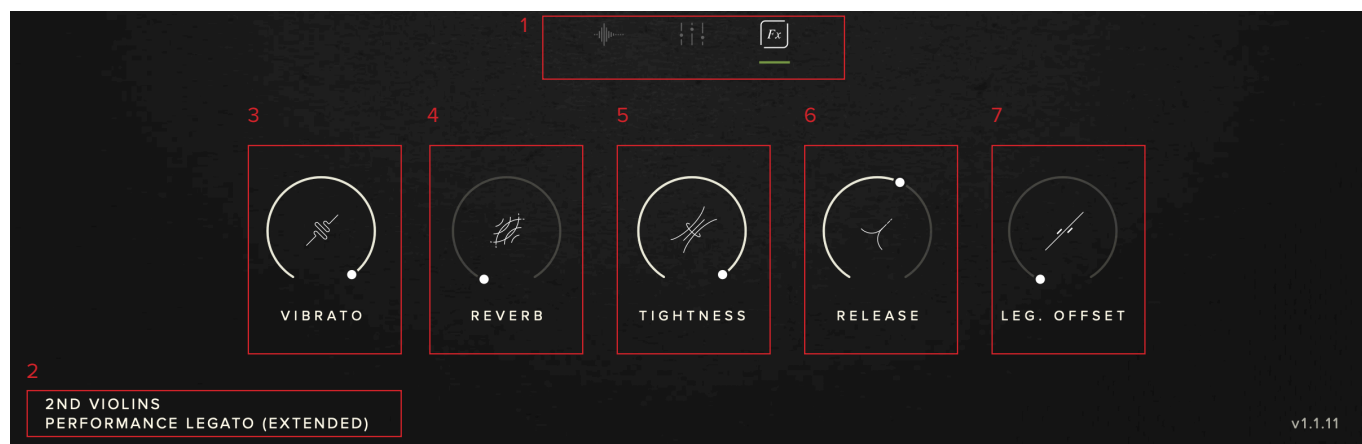 1
Fx
3
4
5
6
7
VIBRATO
REVERB
TIGHTNESS
RELEASE
LEG. OFFSET
2
2ND VIOLINS
PERFORMANCE LEGATO (EXTENDED)
v1.1.11